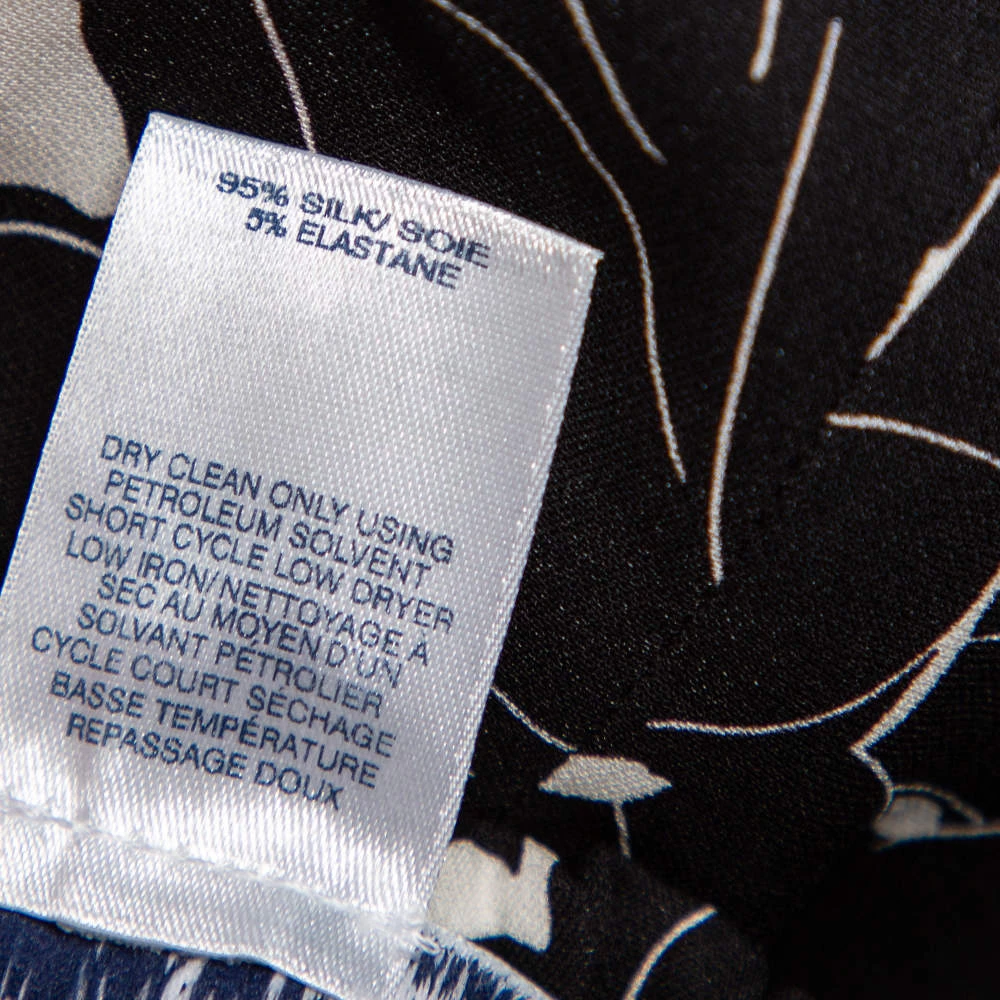 95% SILK/ SOIE
5% ELASTANE
DRY CLEAN ONLY USING
PETROLEUM SOLVENT
SHORT CYCLE LOW DRYER
LOW IRON/NETTOYAGE À
SEC AU MOYEN D'UN
SOLVANT PÉTROLIER
CYCLE COURT SÉCHAGE
BASSE TEMPÉRATURE
REPASSAGE DOUX